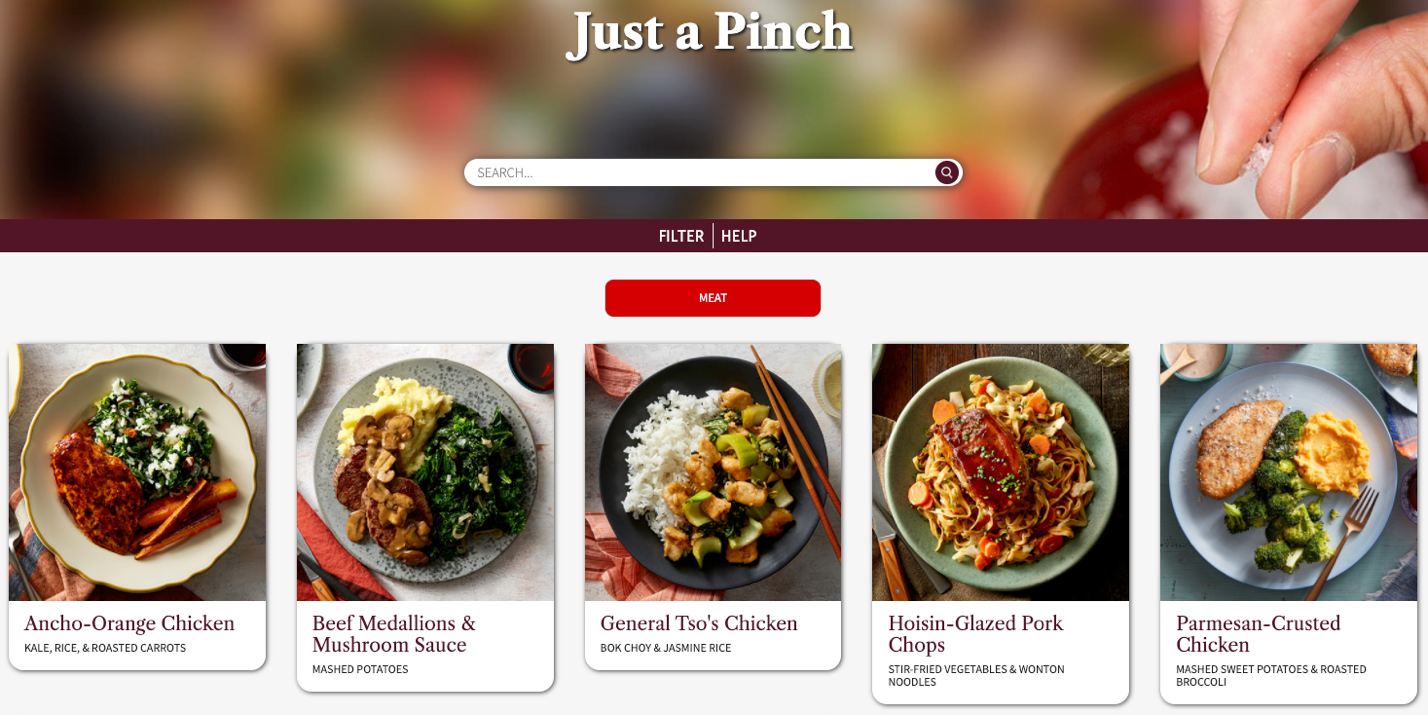 Just a Pinch
SEARCH...
FILTER
HELP
MEAT
Ancho-Orange Chicken
KALE, RICE, & ROASTED CARROTS
Beef Medallions &
Mushroom Sauce
MASHED POTATOES
General Tso's Chicken
BOK CHOY & JASMINE RICE
Hoisin-Glazed Pork
Chops
STIR-FRIED VEGETABLES & WONTON
NOODLES
Parmesan-Crusted
Chicken
MASHED SWEET POTATOES & ROASTED
BROCCOLI